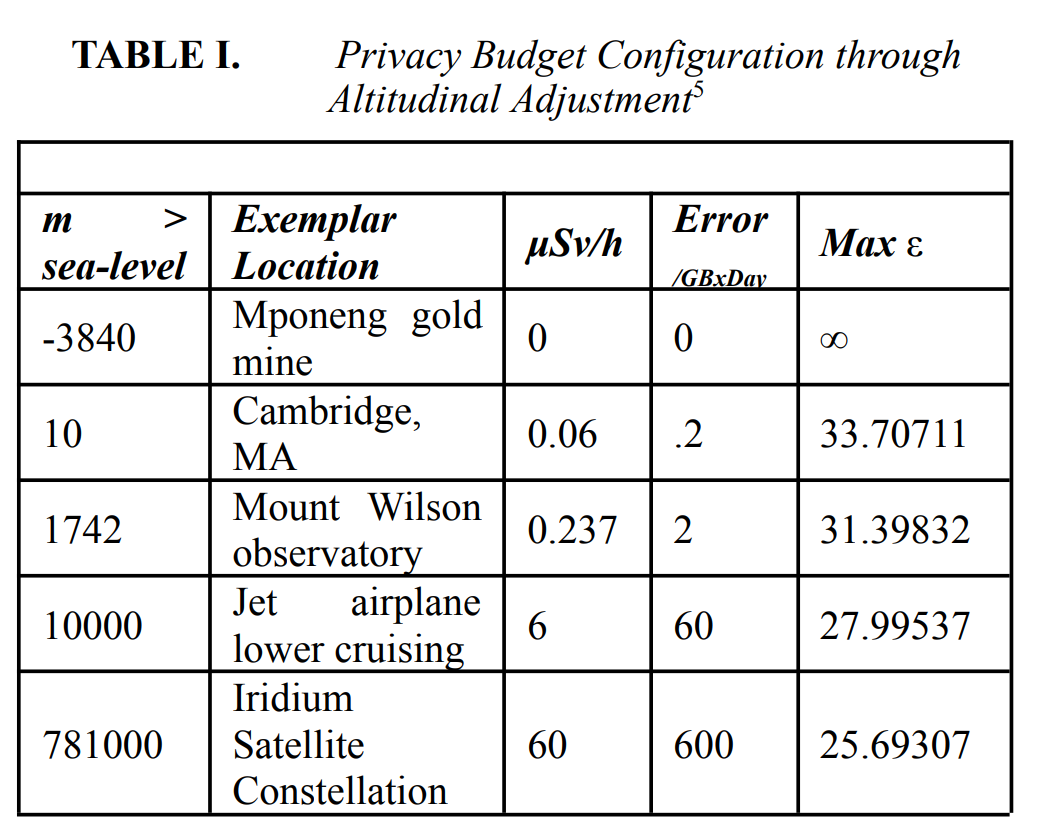 TABLE I. Privacy Budget Configuration through
Altitudinal Adjustment⁵
m > sea-level Exemplar Location μSv/h Error /GBxDay Max ε
-3840 Mponeng gold mine 0 0 ∞
10 Cambridge, MA 0.06 .2 33.70711
1742 Mount Wilson observatory 0.237 2 31.39832
10000 Jet airplane lower cruising 6 60 27.99537
781000 Iridium Satellite Constellation 60 600 25.69307